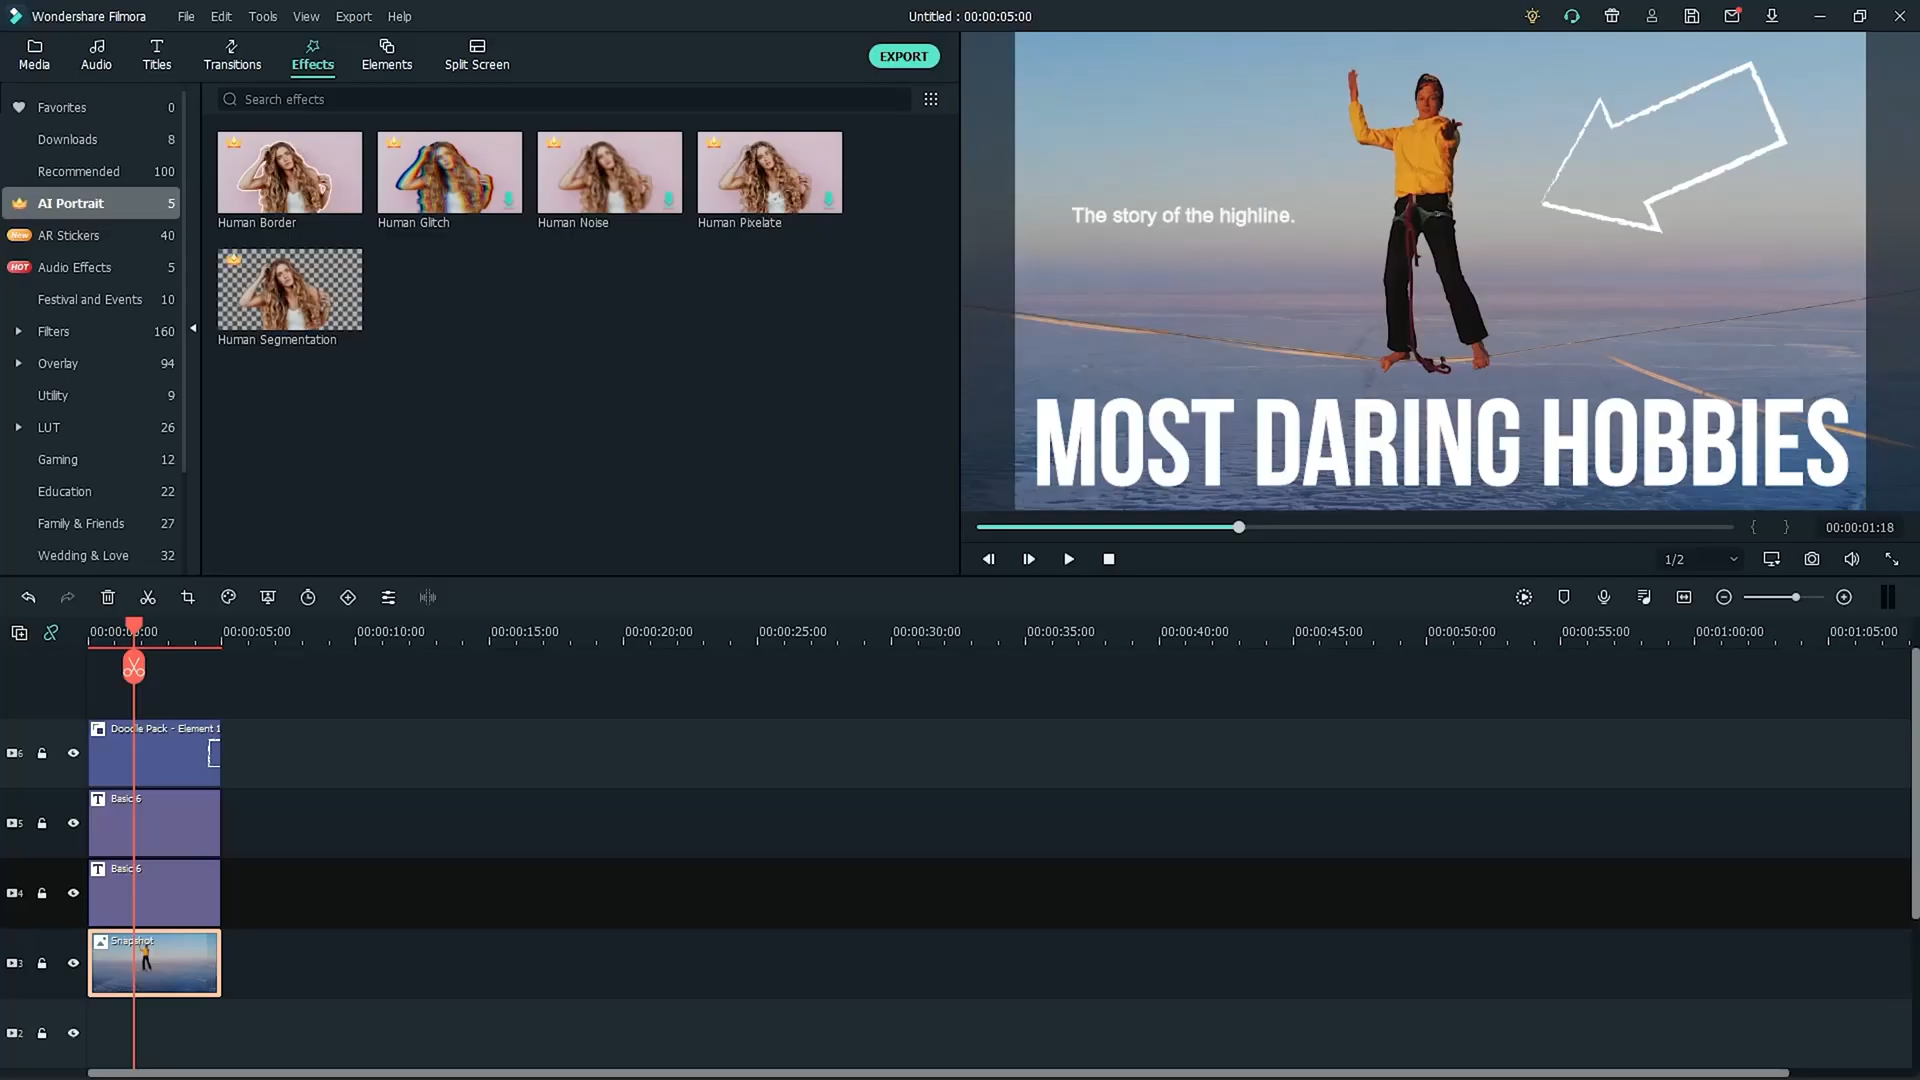 Wondershare Filmora File Edit Tools View Export Help Untitled : 00:00:05:00
Media Audio Titles Transitions Effects Elements Split Screen EXPORT
Search effects
Favorites 0
Downloads 8
Recommended 100
AI Portrait 5
New AR Stickers 40
HOT Audio Effects 5
Festival and Events 10
Filters 160
Overlay 94
Utility 9
LUT 26
Gaming 12
Education 22
Family & Friends 27
Wedding & Love 32
Human Border Human Glitch Human Noise Human Pixelate
Human Segmentation
The story of the highline.
MOST DARING HOBBIES
{ } 00:00:01:18
1/2
00:00:05:00 00:00:10:00 00:00:15:00 00:00:20:00 00:00:25:00 00:00:30:00 00:00:35:00 00:00:40:00 00:00:45:00 00:00:50:00 00:00:55:00 00:01:00:00 00:01:05:00
6 Doodle Pack - Element 1
5 T Basic 6
4 T Basic 6
3 Snapshot
2